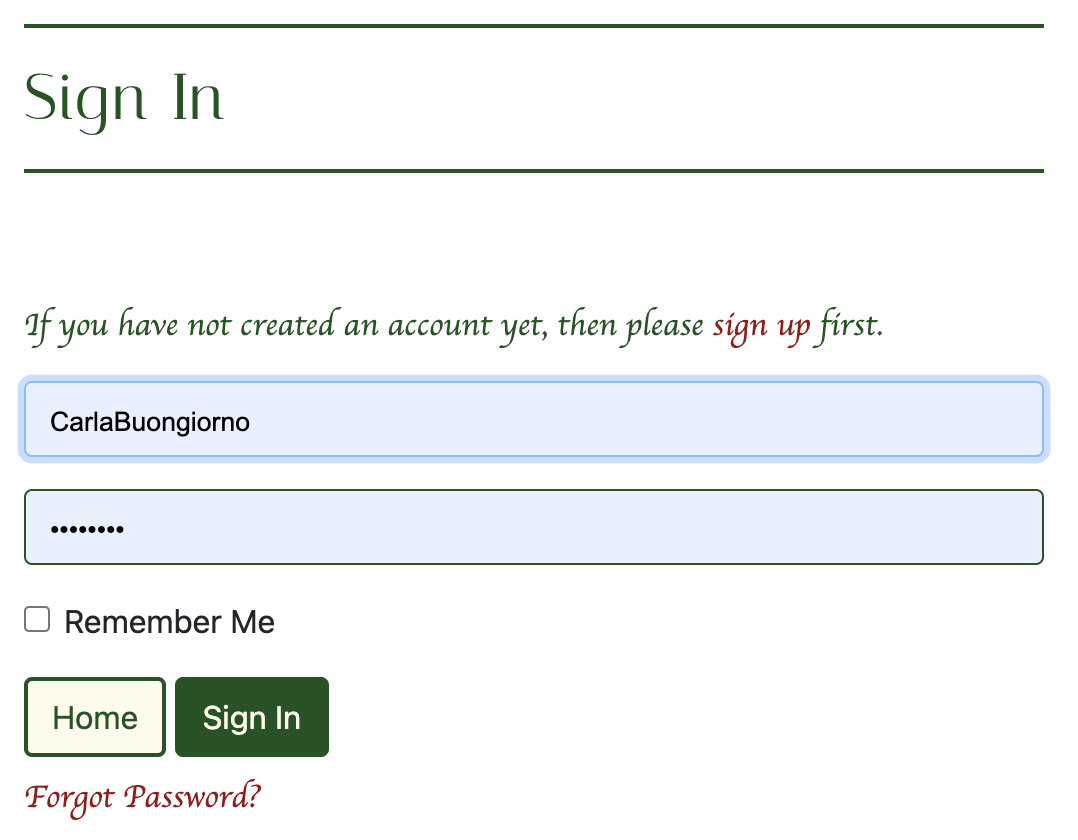 Sign In
If you have not created an account yet, then please sign up first.
CarlaBuongiorno
••••••••
Remember Me
Home Sign In
Forgot Password?